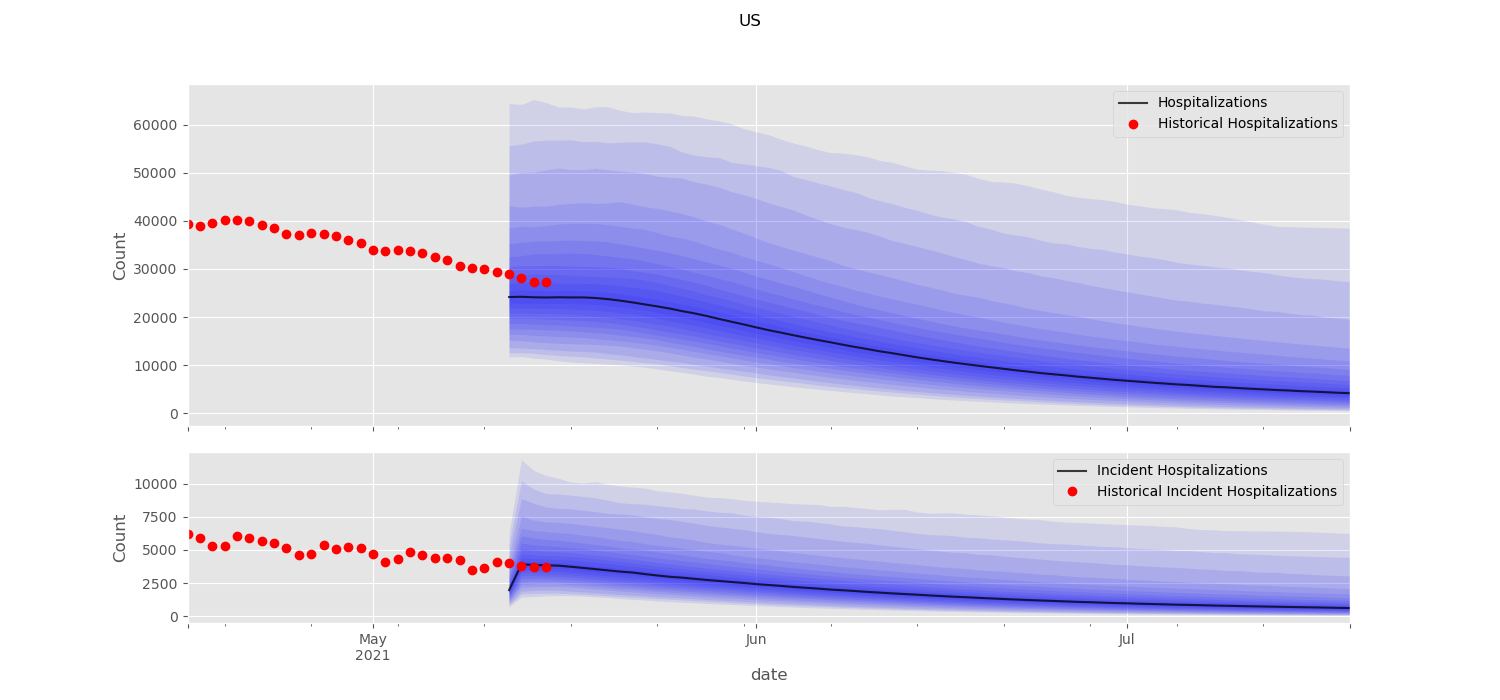 US
Count
60000
50000
40000
30000
20000
10000
0
Hospitalizations
Historical Hospitalizations
Count
10000
7500
5000
2500
0
Incident Hospitalizations
Historical Incident Hospitalizations
May
2021
Jun
Jul
date